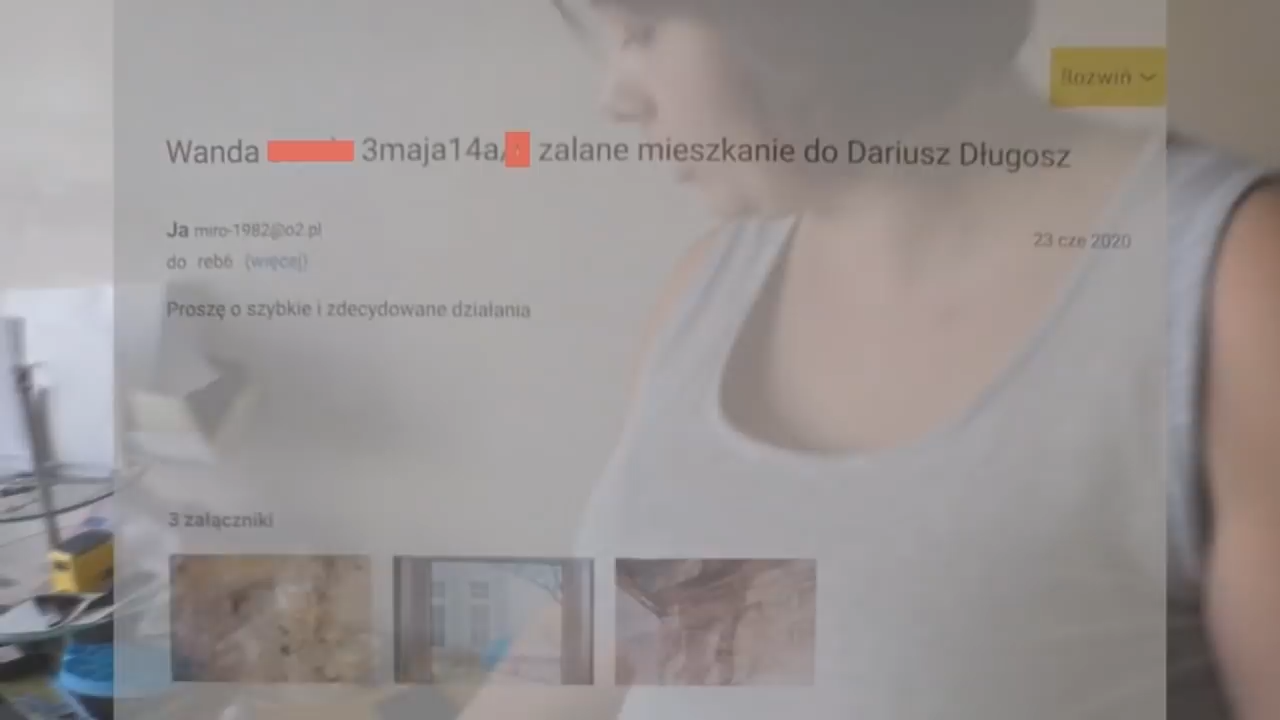 Rozwiń
Wanda 3maja14a/ zalane mieszkanie do Dariusz Długosz
Ja miro-1982@o2.pl
23 cze 2020
do reb6 (więcej)
Proszę o szybkie i zdecydowane działania
3 załączniki